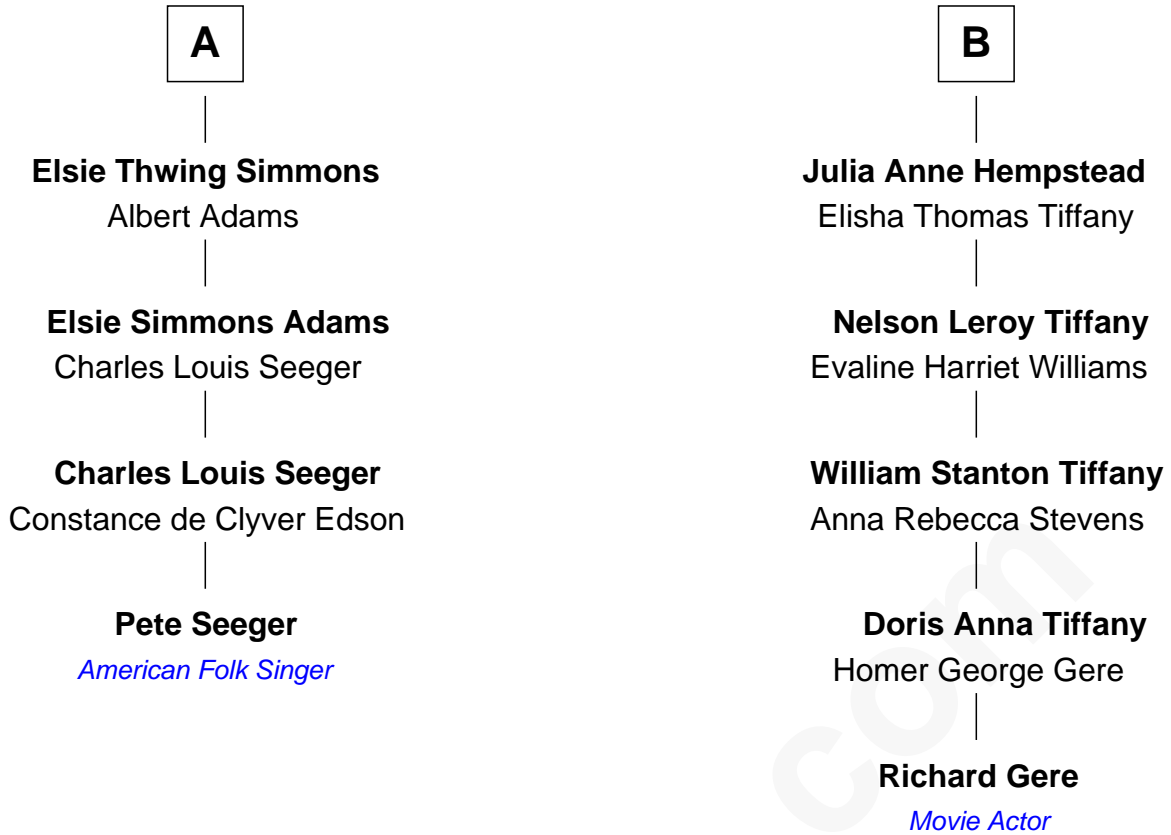 A
Elsie Thwing Simmons
Albert Adams
Elsie Simmons Adams
Charles Louis Seeger
Charles Louis Seeger
Constance de Clyver Edson
Pete Seeger
American Folk Singer
B
Julia Anne Hempstead
Elisha Thomas Tiffany
Nelson Leroy Tiffany
Evaline Harriet Williams
William Stanton Tiffany
Anna Rebecca Stevens
Doris Anna Tiffany
Homer George Gere
Richard Gere
Movie Actor
com